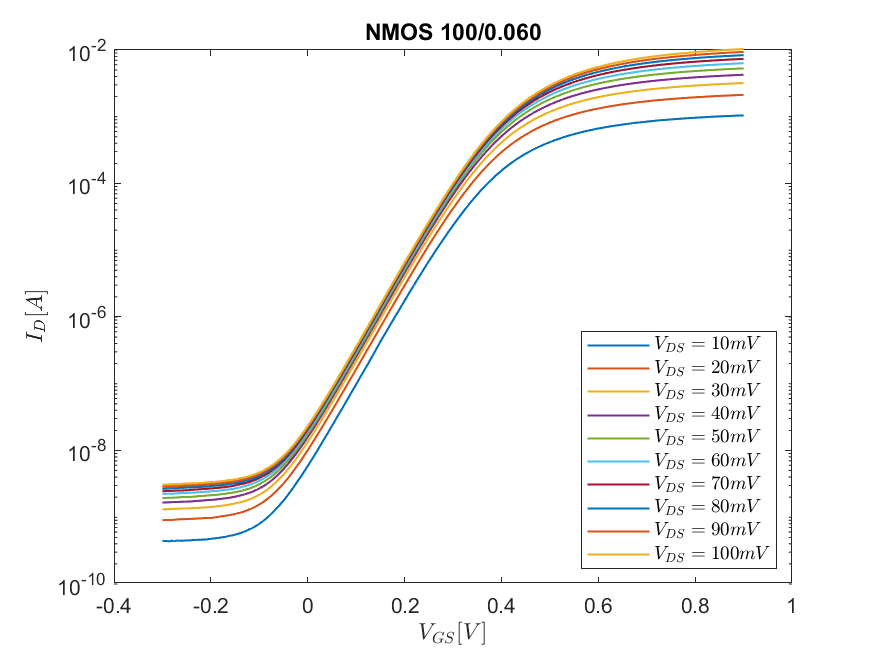 NMOS 100/0.060
10^-2
10^-4
10^-6
10^-8
10^-10
I_D[A]
-0.4 -0.2 0 0.2 0.4 0.6 0.8 1
V_GS[V]
V_DS = 10mV
V_DS = 20mV
V_DS = 30mV
V_DS = 40mV
V_DS = 50mV
V_DS = 60mV
V_DS = 70mV
V_DS = 80mV
V_DS = 90mV
V_DS = 100mV